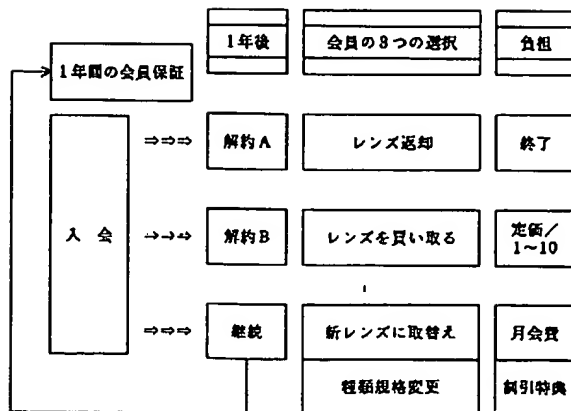 1年後 会員の3つの選択 負担
1年間の会員保証
入会 ⇒⇒⇒ 解約A レンズ返却 終了
→→→ 解約B レンズを買い取る 定価／
1～10
⇒⇒⇒ 継続 新レンズに取替え 月会費
種類規格変更 割引特典